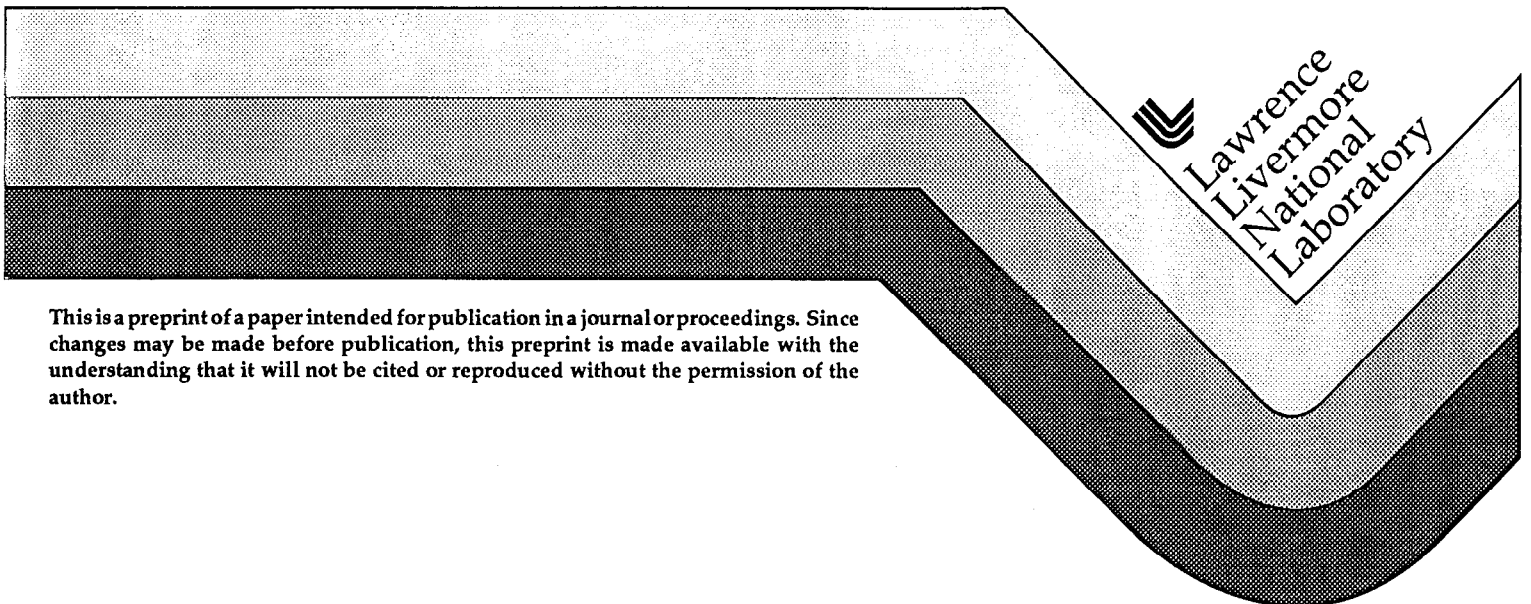 Lawrence
Livermore
National
Laboratory
This is a preprint of a paper intended for publication in a journal or proceedings. Since
changes may be made before publication, this preprint is made available with the
understanding that it will not be cited or reproduced without the permission of the
author.